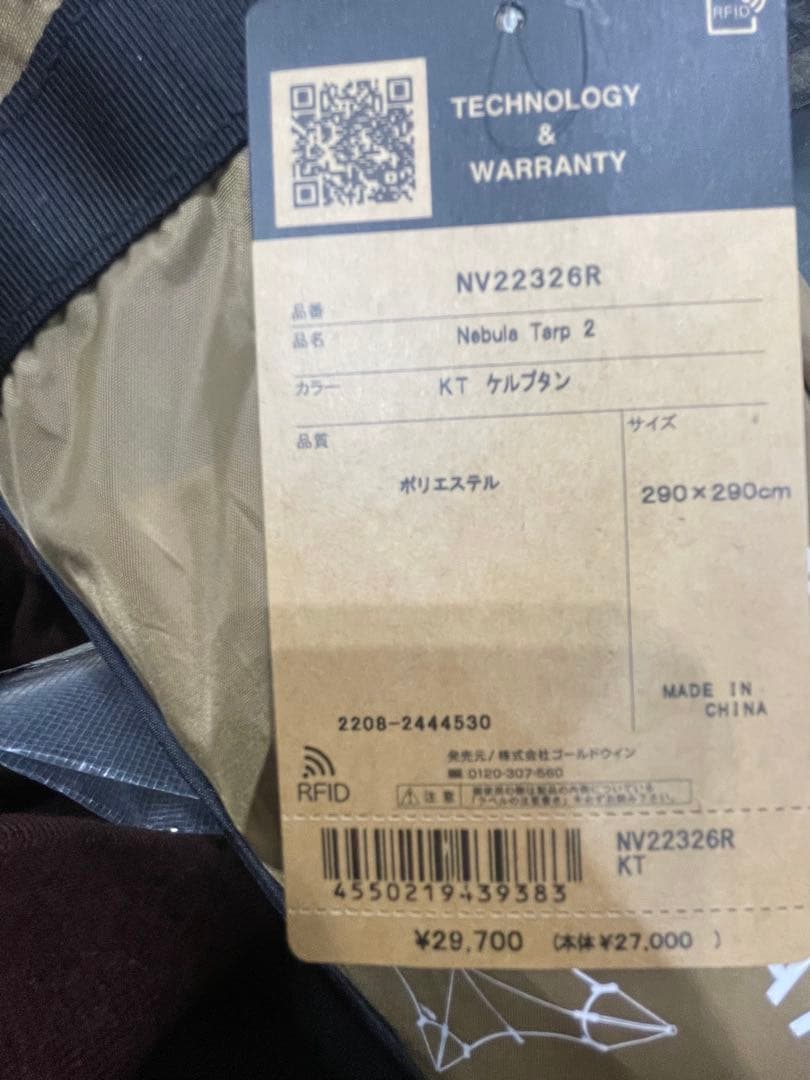 RFID
TECHNOLOGY
&
WARRANTY
品番 NV22326R
品名 Nebula Tarp 2
カラー KT ケルプタン
品質
ポリエステル
サイズ
290×290cm
MADE IN
CHINA
2208-2444530
RFID
発売元/株式会社ゴールドウイン
0120-307-560
注意
NV22326R
KT
4550219439383
¥29,700 (本体¥27,000 )